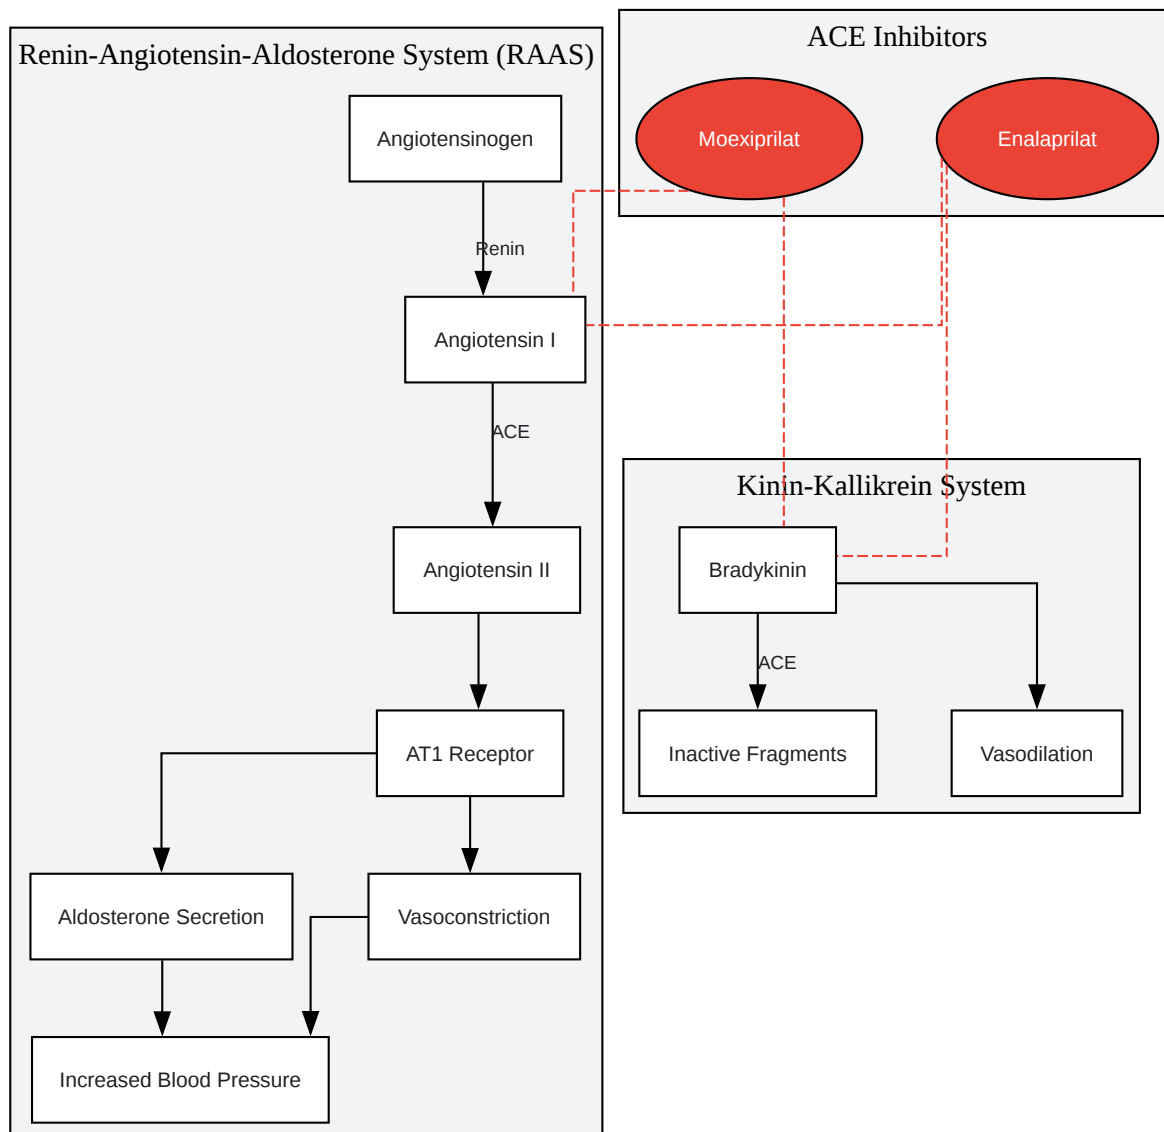 Renin-Angiotensin-Aldosterone System (RAAS)
Angiotensinogen
Renin
Angiotensin I
ACE
Angiotensin II
AT1 Receptor
Aldosterone Secretion
Vasoconstriction
Increased Blood Pressure
ACE Inhibitors
Moexiprilat
Enalaprilat
Kinin-Kallikrein System
Bradykinin
ACE
Inactive Fragments
Vasodilation